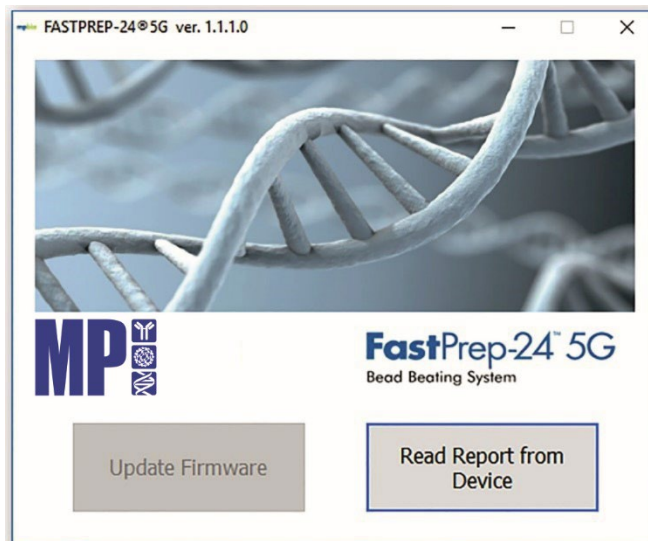 FASTPREP-24®5G ver. 1.1.1.0
MP
FastPrep-24™ 5G
Bead Beating System
Update Firmware
Read Report from
Device